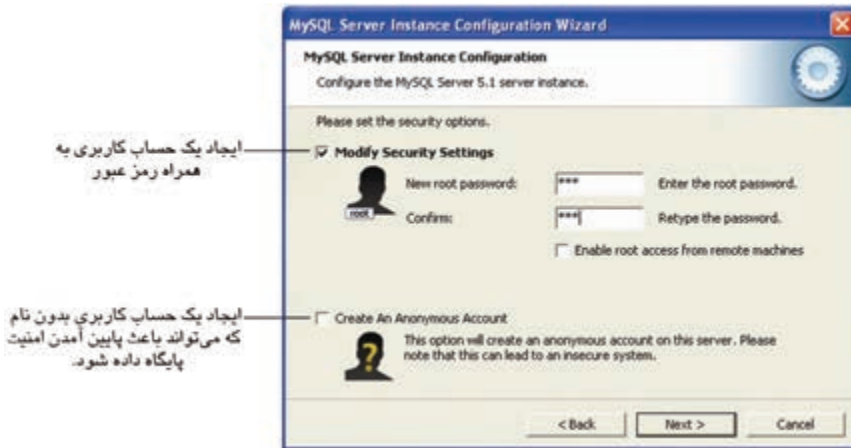 MySQL Server Instance Configuration Wizard
MySQL Server Instance Configuration
Configure the MySQL Server 5.1 server instance.
Please set the security options.
ایجاد یک حساب کاربری به
همراه رمز عبور
Modify Security Settings
New root password: *** Enter the root password.
root
Confirm: *** Retype the password.
Enable root access from remote machines
ایجاد یک حساب کاربری بدون نام
که می‌تواند باعث پایین آمدن امنیت
پایگاه داده شود.
Create An Anonymous Account
?
This option will create an anonymous account on this server. Please
note that this can lead to an insecure system.
< Back Next > Cancel